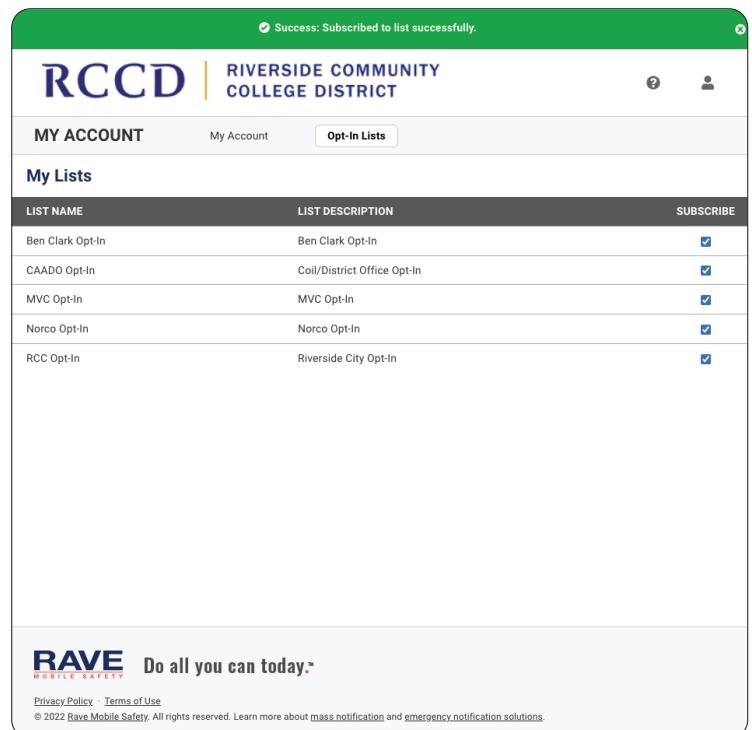 Success: Subscribed to list successfully.
RCCD
RIVERSIDE COMMUNITY
COLLEGE DISTRICT
MY ACCOUNT My Account Opt-In Lists
My Lists
LIST NAME LIST DESCRIPTION SUBSCRIBE
Ben Clark Opt-In Ben Clark Opt-In
CAADO Opt-In Coil/District Office Opt-In
MVC Opt-In MVC Opt-In
Norco Opt-In Norco Opt-In
RCC Opt-In Riverside City Opt-In
RAVE
MOBILE SAFETY
Do all you can today.™
Privacy Policy · Terms of Use
© 2022 Rave Mobile Safety. All rights reserved. Learn more about mass notification and emergency notification solutions.